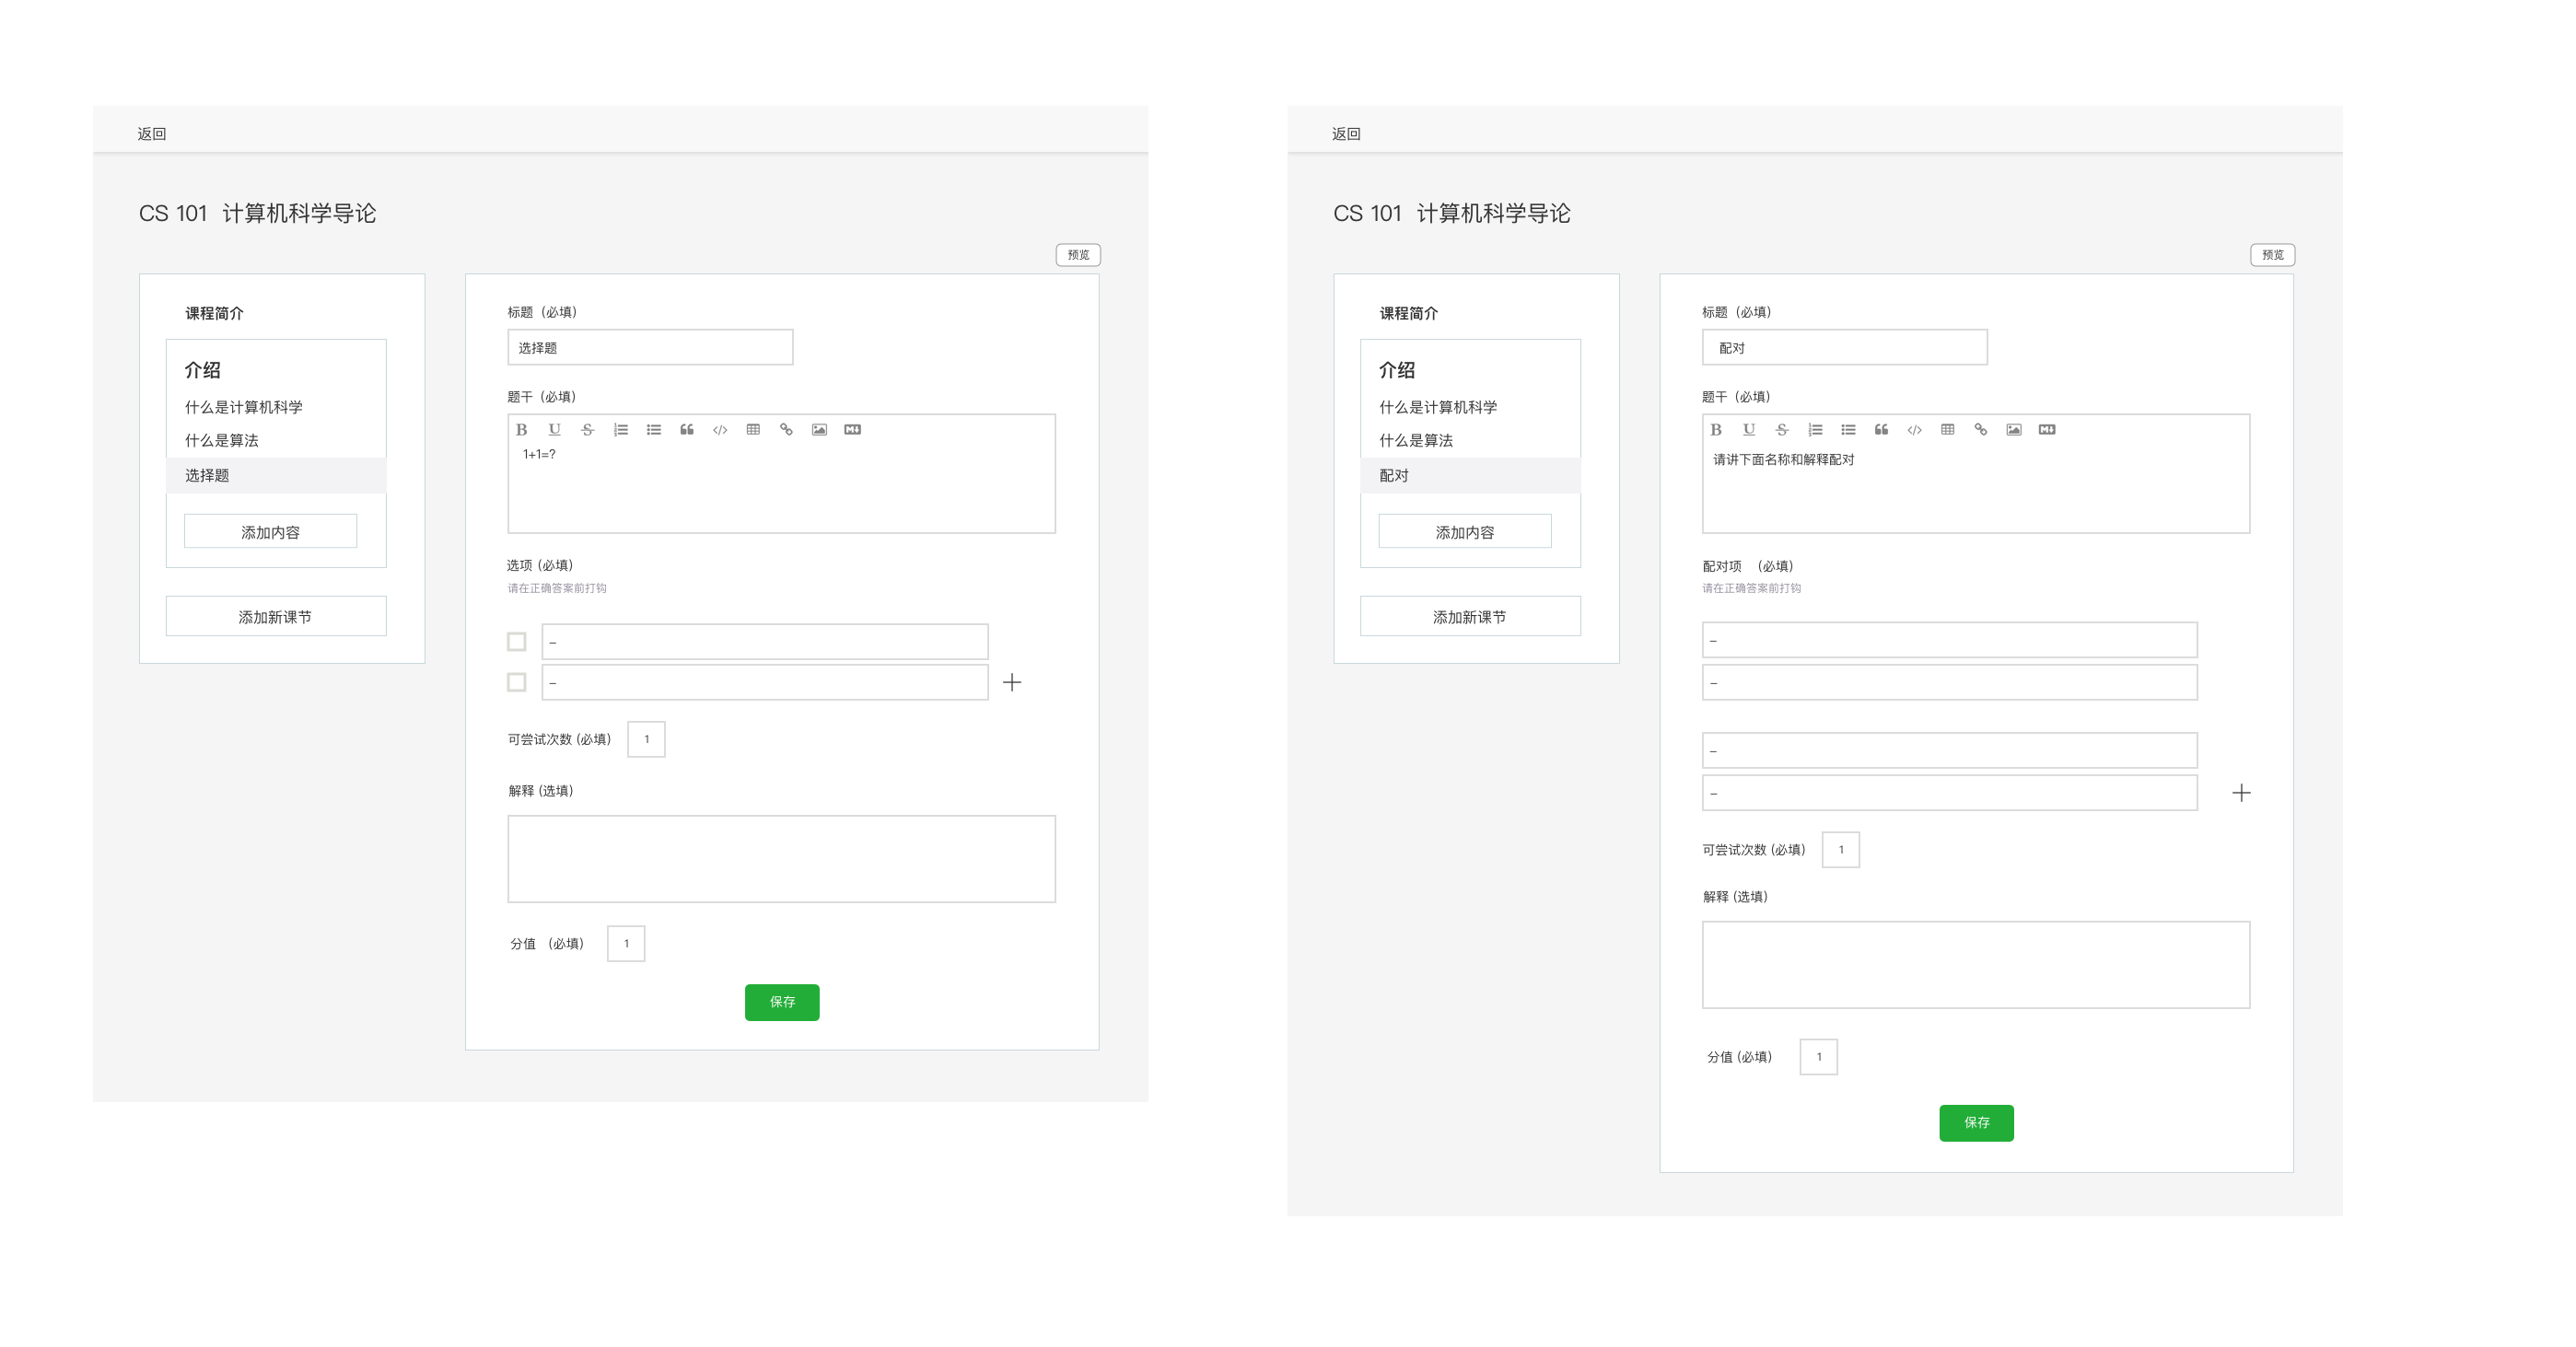 返回
CS 101 计算机科学导论
预览
课程简介
介绍
什么是计算机科学
什么是算法
选择题
添加内容
添加新课节
标题 (必填)
选择题
题干 (必填)
B U S </> M
1+1=?
选项 (必填)
请在正确答案前打钩
–
–
可尝试次数 (必填) 1
解释 (选填)
分值 (必填) 1
保存
返回
CS 101 计算机科学导论
预览
课程简介
介绍
什么是计算机科学
什么是算法
配对
添加内容
添加新课节
标题 (必填)
配对
题干 (必填)
B U S </> M
请讲下面名称和解释配对
配对项 (必填)
请在正确答案前打钩
–
–
–
–
可尝试次数 (必填) 1
解释 (选填)
分值 (必填) 1
保存